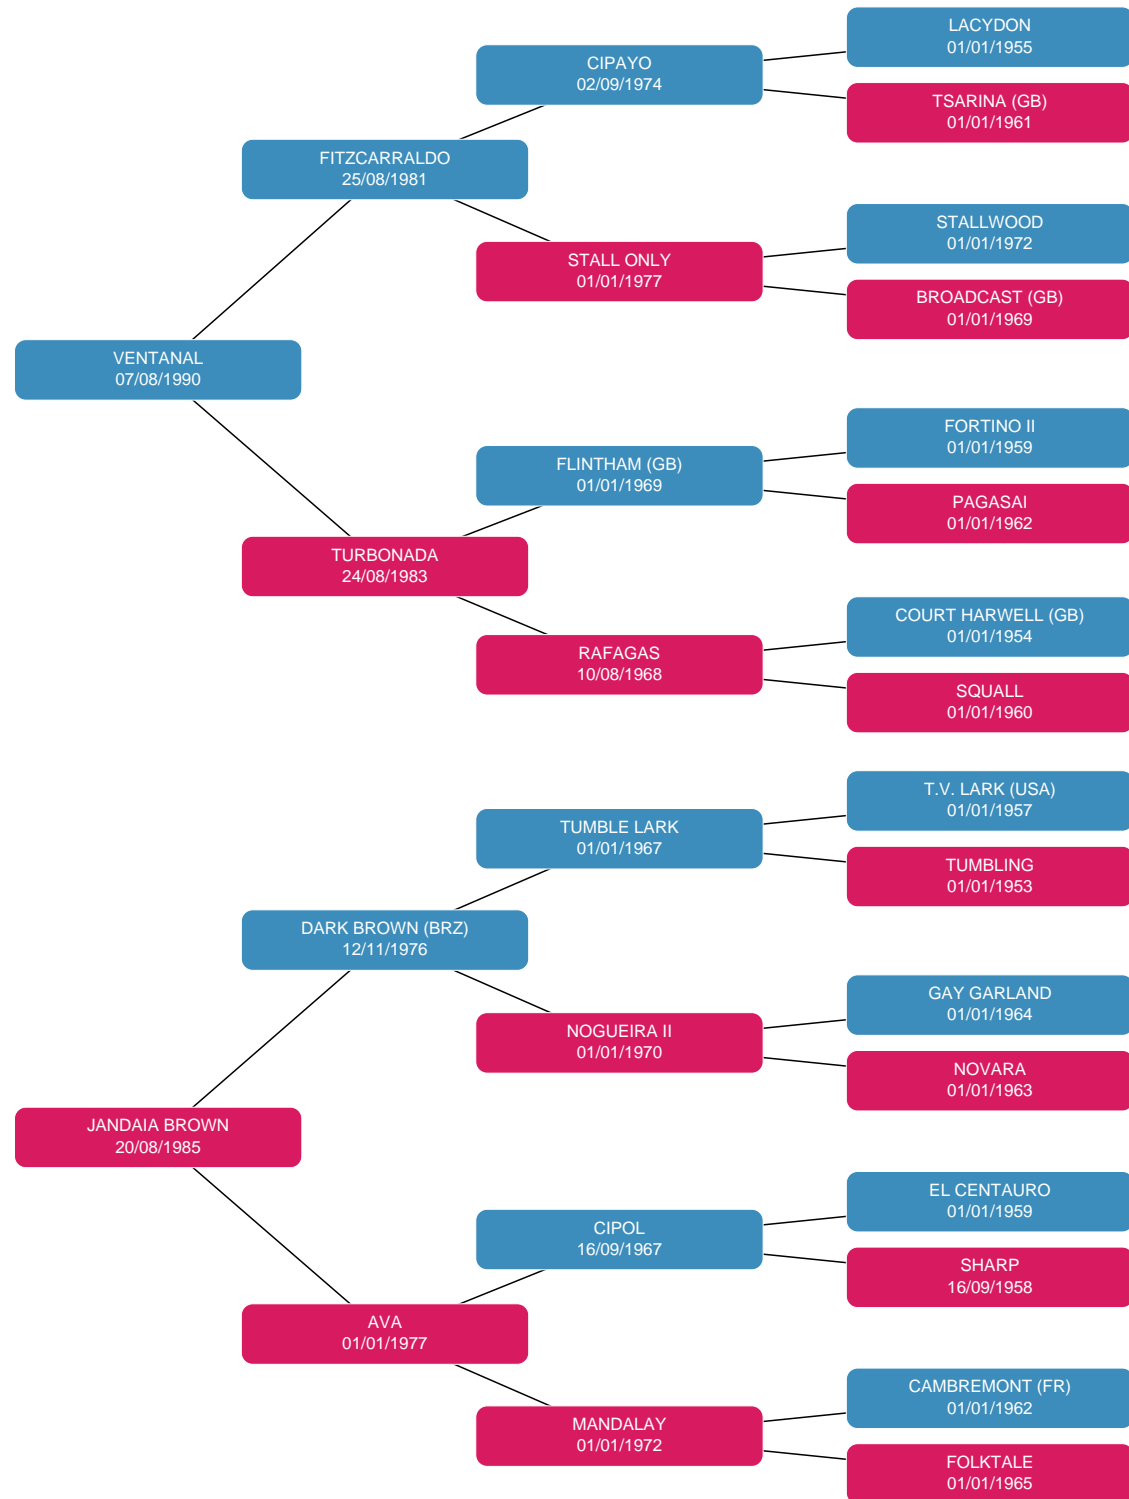 LACYDON
01/01/1955
CIPAYO
02/09/1974
TSARINA (GB)
01/01/1961
FITZCARRALDO
25/08/1981
STALLWOOD
01/01/1972
STALL ONLY
01/01/1977
BROADCAST (GB)
01/01/1969
VENTANAL
07/08/1990
FORTINO II
01/01/1959
FLINTHAM (GB)
01/01/1969
PAGASAI
01/01/1962
TURBONADA
24/08/1983
COURT HARWELL (GB)
01/01/1954
RAFAGAS
10/08/1968
SQUALL
01/01/1960
T.V. LARK (USA)
01/01/1957
TUMBLE LARK
01/01/1967
TUMBLING
01/01/1953
DARK BROWN (BRZ)
12/11/1976
GAY GARLAND
01/01/1964
NOGUEIRA II
01/01/1970
NOVARA
01/01/1963
JANDAIA BROWN
20/08/1985
EL CENTAURO
01/01/1959
CIPOL
16/09/1967
SHARP
16/09/1958
AVA
01/01/1977
CAMBREMONT (FR)
01/01/1962
MANDALAY
01/01/1972
FOLKTALE
01/01/1965